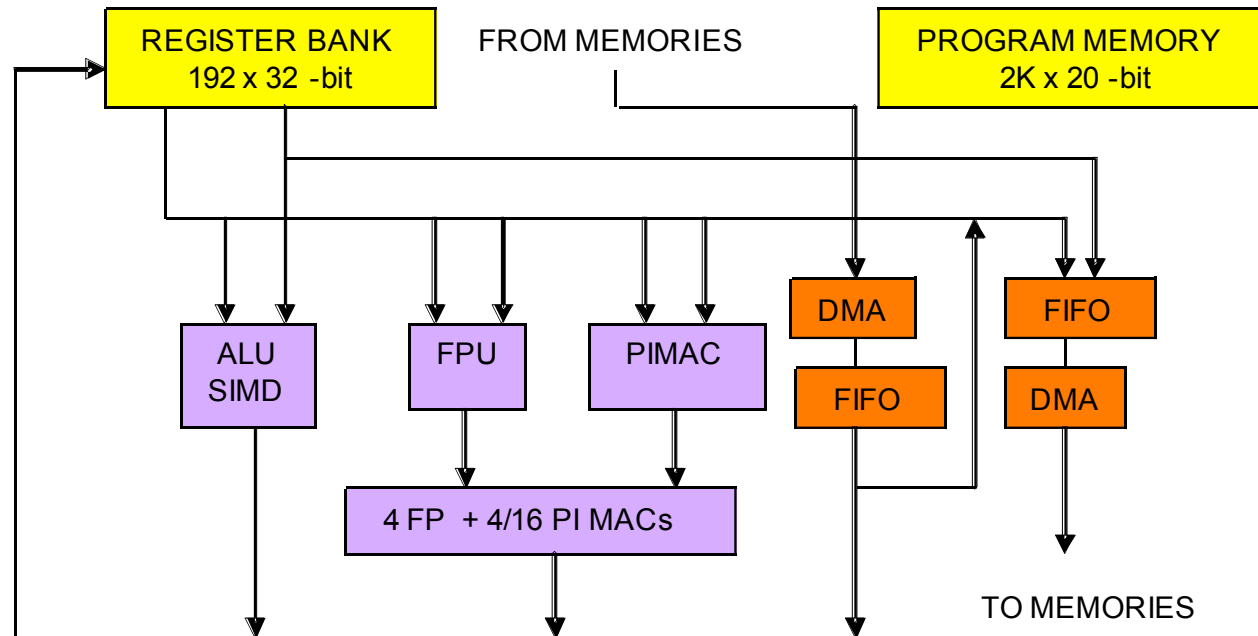 REGISTER BANK
192 x 32 -bit
FROM MEMORIES
PROGRAM MEMORY
2K x 20 -bit
ALU
SIMD
FPU
PIMAC
DMA
FIFO
FIFO
DMA
4 FP + 4/16 PI MACs
TO MEMORIES